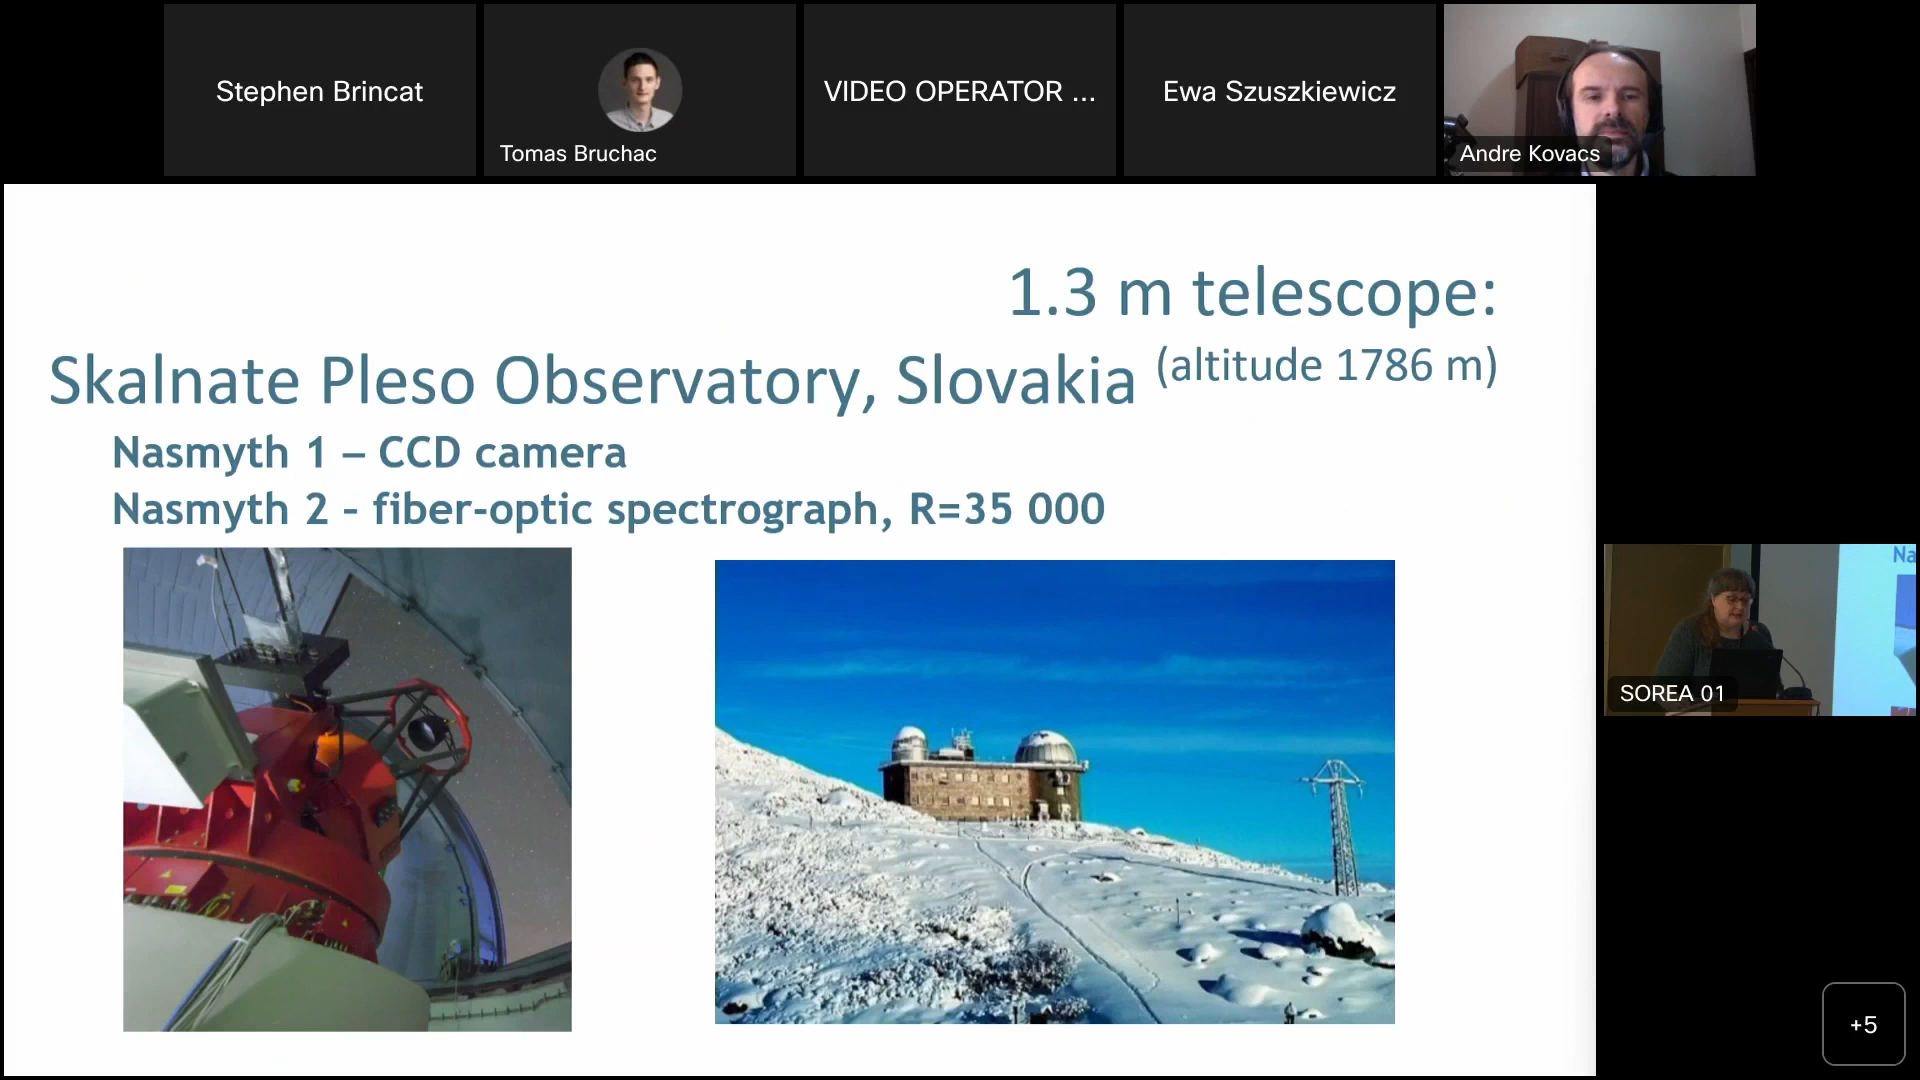 Stephen Brincat
Tomas Bruchac
VIDEO OPERATOR ...
Ewa Szuszkiewicz
Andre Kovacs
1.3 m telescope:
Skalnate Pleso Observatory, Slovakia (altitude 1786 m)
Nasmyth 1 – CCD camera
Nasmyth 2 - fiber-optic spectrograph, R=35 000
Na
SOREA 01
+5